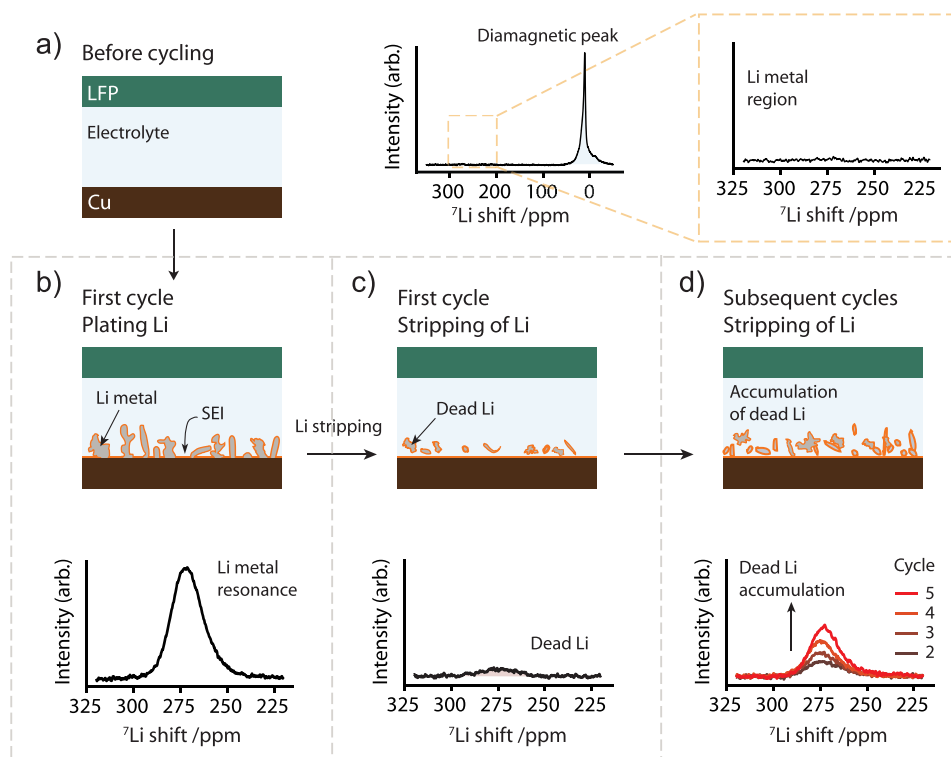 a)
Before cycling
LFP
Electrolyte
Cu
Diamagnetic peak
Intensity (arb.)
300 200 100 0
⁷Li shift /ppm
Li metal
region
325 300 275 250 225
⁷Li shift /ppm
b)
First cycle
Plating Li
Li metal
SEI
Li stripping
Intensity (arb.)
Li metal
resonance
325 300 275 250 225
⁷Li shift /ppm
c)
First cycle
Stripping of Li
Dead Li
Intensity (arb.)
Dead Li
325 300 275 250 225
⁷Li shift /ppm
d)
Subsequent cycles
Stripping of Li
Accumulation
of dead Li
Intensity (arb.)
Dead Li
accumulation
Cycle
5
4
3
2
325 300 275 250 225
⁷Li shift /ppm